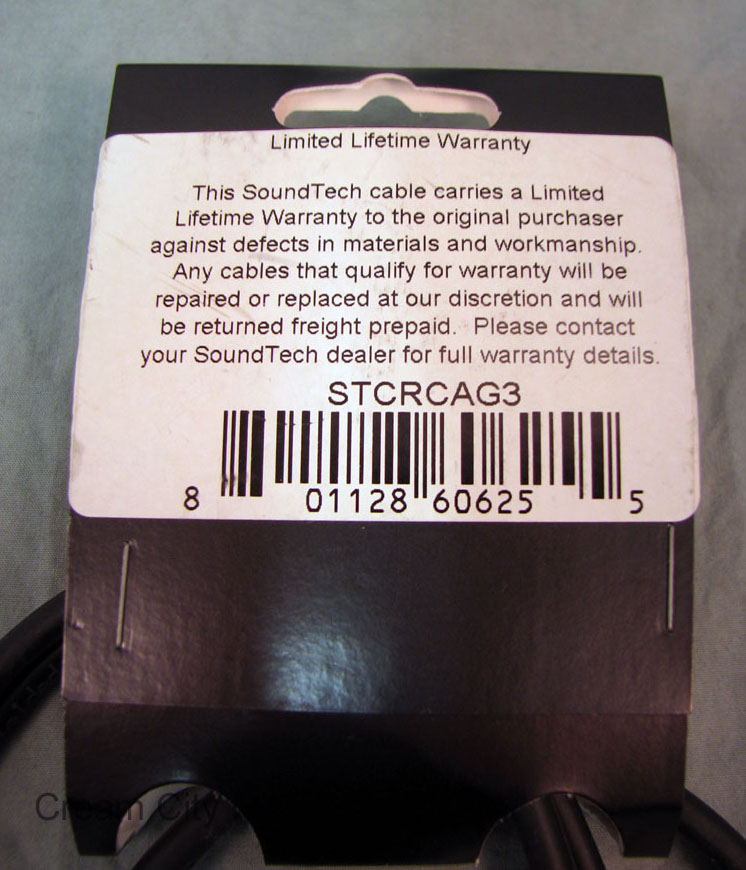 Limited Lifetime Warranty
This SoundTech cable carries a Limited
Lifetime Warranty to the original purchaser
against defects in materials and workmanship.
Any cables that qualify for warranty will be
repaired or replaced at our discretion and will
be returned freight prepaid. Please contact
your SoundTech dealer for full warranty details.
STCRCAG3
8 01128 60625 5
Cream City